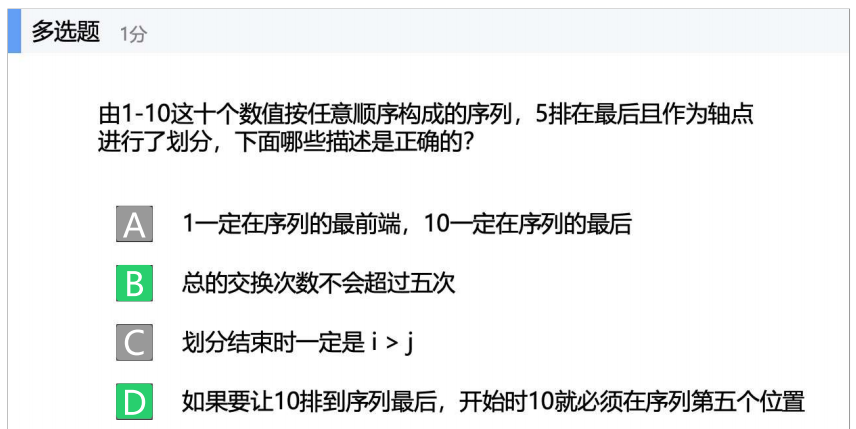 多选题 1分
由1-10这十个数值按任意顺序构成的序列，5排在最后且作为轴点
进行了划分，下面哪些描述是正确的？
A 1一定在序列的最前端，10一定在序列的最后
B 总的交换次数不会超过五次
C 划分结束时一定是 i > j
D 如果要让10排到序列最后，开始时10就必须在序列第五个位置